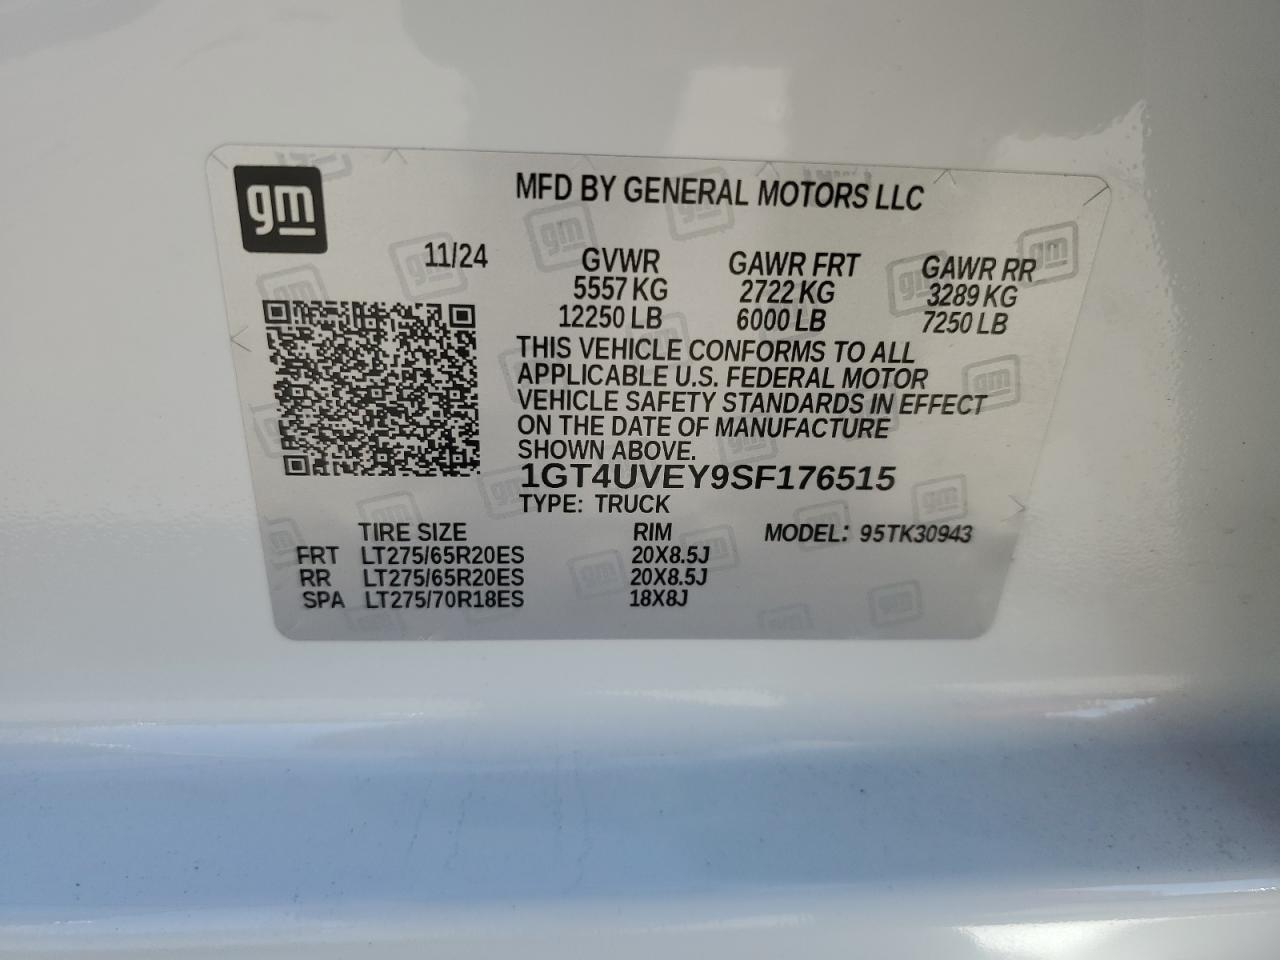 gm
MFD BY GENERAL MOTORS LLC
11/24 GVWR GAWR FRT GAWR RR
5557 KG 2722 KG 3289 KG
12250 LB 6000 LB 7250 LB
THIS VEHICLE CONFORMS TO ALL
APPLICABLE U.S. FEDERAL MOTOR
VEHICLE SAFETY STANDARDS IN EFFECT
ON THE DATE OF MANUFACTURE
SHOWN ABOVE.
1GT4UVEY9SF176515
TYPE: TRUCK
TIRE SIZE RIM MODEL: 95TK30943
FRT LT275/65R20ES 20X8.5J
RR LT275/65R20ES 20X8.5J
SPA LT275/70R18ES 18X8J